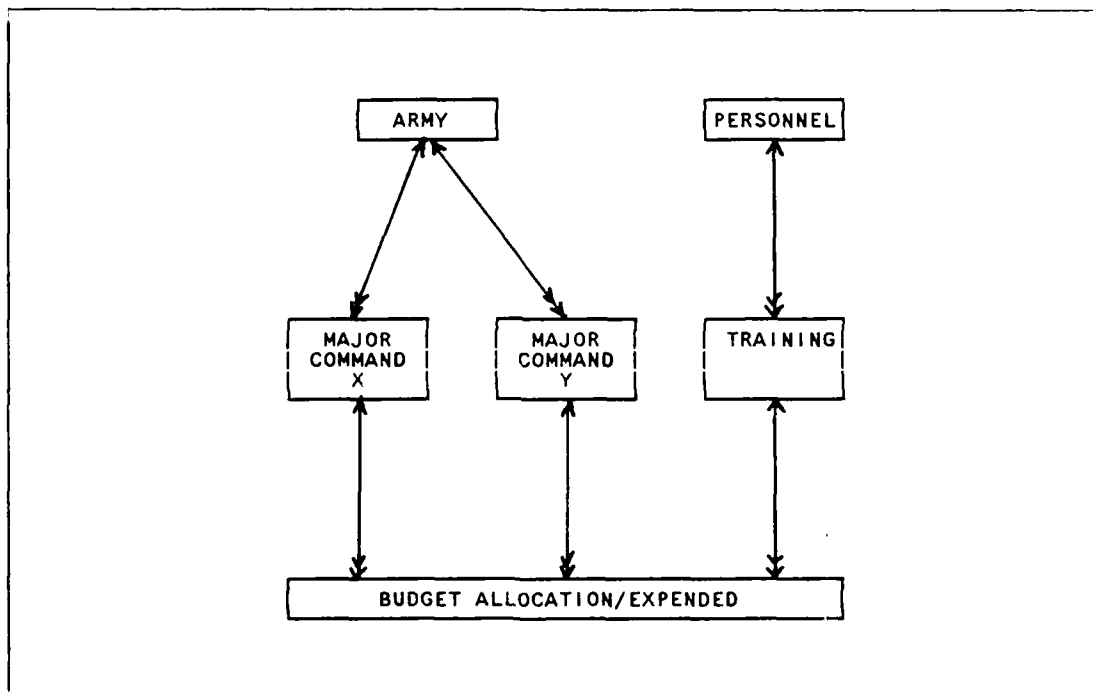 ARMY
PERSONNEL
MAJOR
COMMAND
X
MAJOR
COMMAND
Y
TRAINING
BUDGET ALLOCATION/EXPENDED